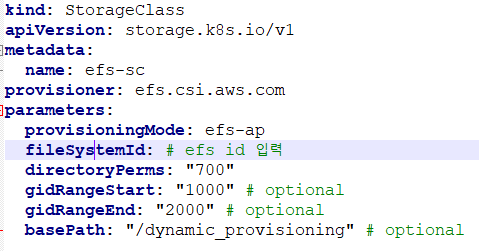 kind: StorageClass
apiVersion: storage.k8s.io/v1
metadata:
  name: efs-sc
provisioner: efs.csi.aws.com
parameters:
  provisioningMode: efs-ap
  fileSystemId: # efs id 입력
  directoryPerms: "700"
  gidRangeStart: "1000" # optional
  gidRangeEnd: "2000" # optional
  basePath: "/dynamic_provisioning" # optional